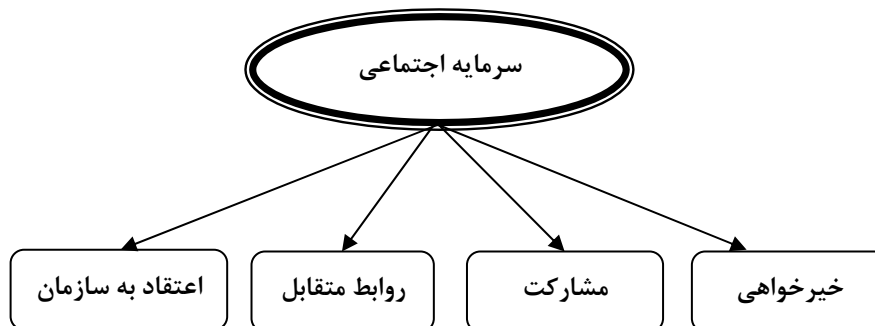 سرمایه اجتماعی
خیرخواهی
مشارکت
روابط متقابل
اعتقاد به سازمان